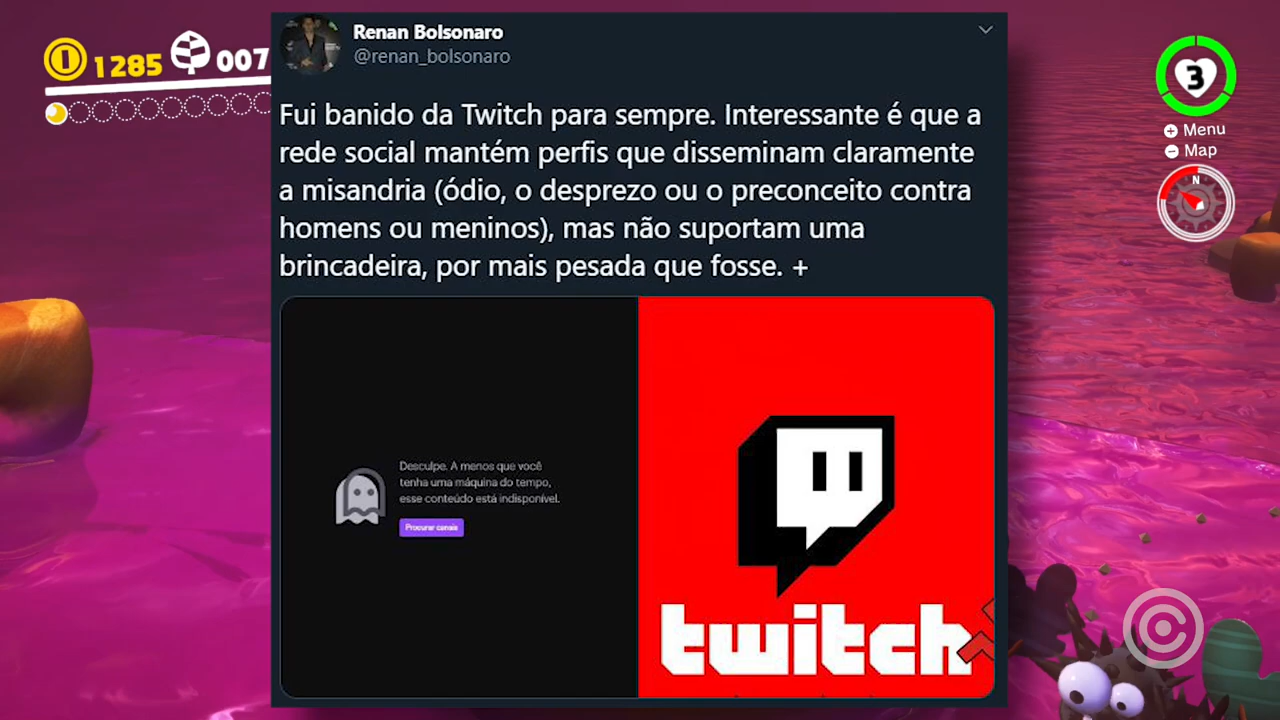 1285
007
3
Menu
Map
N
Renan Bolsonaro
@renan_bolsonaro
Fui banido da Twitch para sempre. Interessante é que a
rede social mantém perfis que disseminam claramente
a misandria (ódio, o desprezo ou o preconceito contra
homens ou meninos), mas não suportam uma
brincadeira, por mais pesada que fosse. +
Desculpe. A menos que você
tenha uma máquina do tempo,
esse conteúdo está indisponível.
Procurar canais
twitch